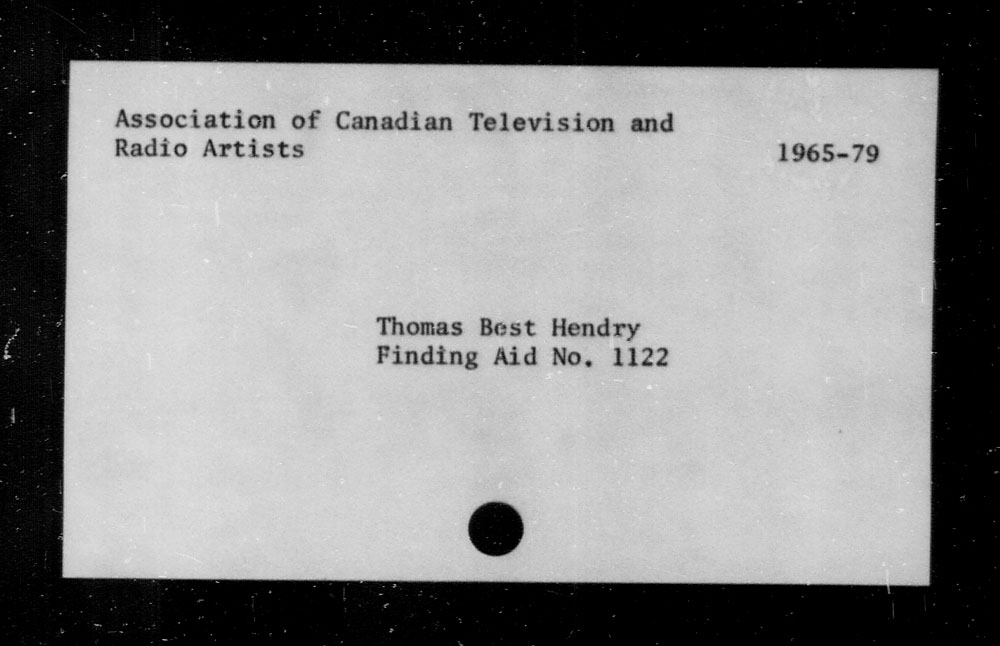 Association of Canadian Television and
Radio Artists 1965-79
Thomas Best Hendry
Finding Aid No. 1122